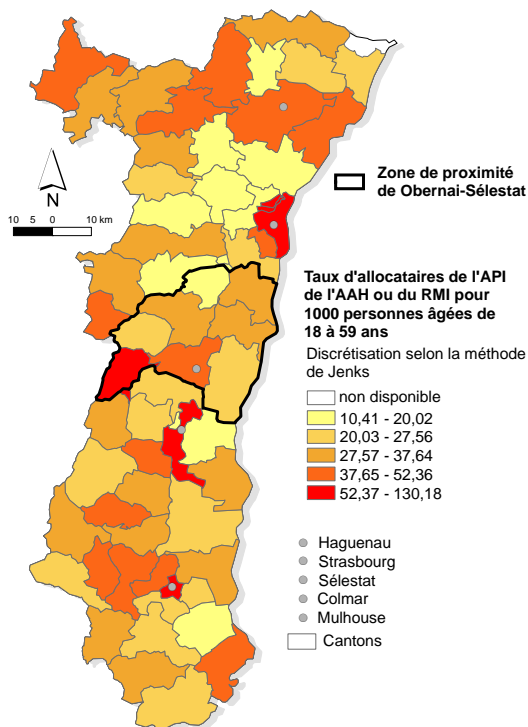 N
10 5 0 10 km
Zone de proximité
de Obernai-Sélestat
Taux d'allocataires de l'API
de l'AAH ou du RMI pour
1000 personnes âgées de
18 à 59 ans
Discrétisation selon la méthode
de Jenks
non disponible
10,41 - 20,02
20,03 - 27,56
27,57 - 37,64
37,65 - 52,36
52,37 - 130,18
Haguenau
Strasbourg
Sélestat
Colmar
Mulhouse
Cantons